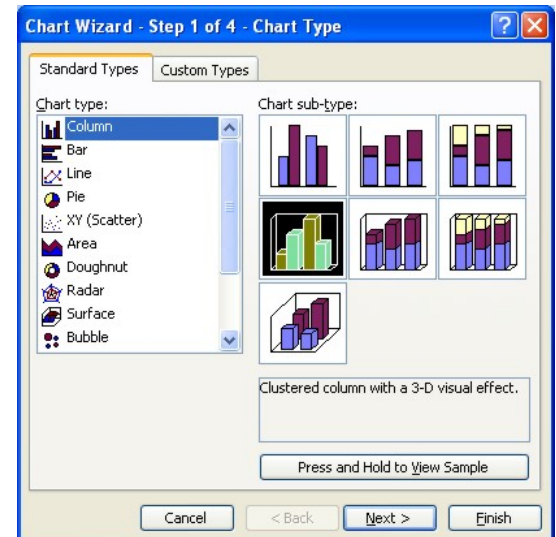 Chart Wizard - Step 1 of 4 - Chart Type
Standard Types
Custom Types
Chart type:
Column
Bar
Line
Pie
XY (Scatter)
Area
Doughnut
Radar
Surface
Bubble
Chart sub-type:
Clustered column with a 3-D visual effect.
Press and Hold to View Sample
Cancel
< Back
Next >
Finish